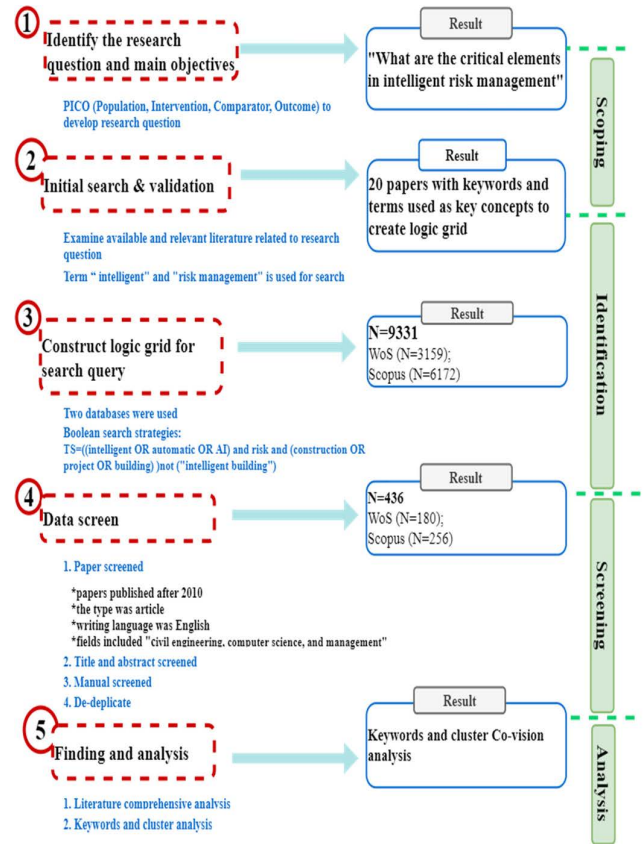 1
Identify the research
question and main objectives
Result
"What are the critical elements
in intelligent risk management"
PICO (Population, Intervention, Comparator, Outcome) to
develop research question
Scoping
2
Initial search & validation
Result
20 papers with keywords and
terms used as key concepts to
create logic grid
Examine available and relevant literature related to research
question
Term “ intelligent" and "risk management" is used for search
Identification
3
Construct logic grid for
search query
Result
N=9331
WoS (N=3159);
Scopus (N=6172)
Two databases were used
Boolean search strategies:
TS=((intelligent OR automatic OR AI) and risk and (construction OR
project OR building) )not ("intelligent building")
4
Data screen
Result
N=436
WoS (N=180);
Scopus (N=256)
1. Paper screened
*papers published after 2010
*the type was article
*writing language was English
*fields included "civil engineering, computer science, and management"
2. Title and abstract screened
3. Manual screened
4. De-deplicate
Screening
5
Finding and analysis
Result
Keywords and cluster Co-vision
analysis
1. Literature comprehensive analysis
2. Keywords and cluster analysis
Analysis